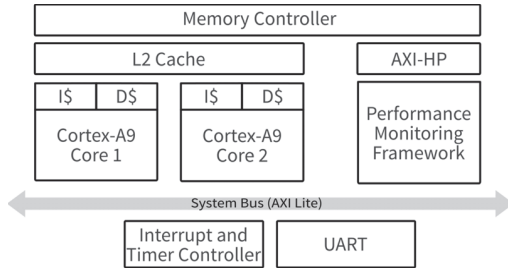 Memory Controller
L2 Cache
AXI-HP
I$ D$
I$ D$
Cortex-A9
Core 1
Cortex-A9
Core 2
Performance
Monitoring
Framework
System Bus (AXI Lite)
Interrupt and
Timer Controller
UART